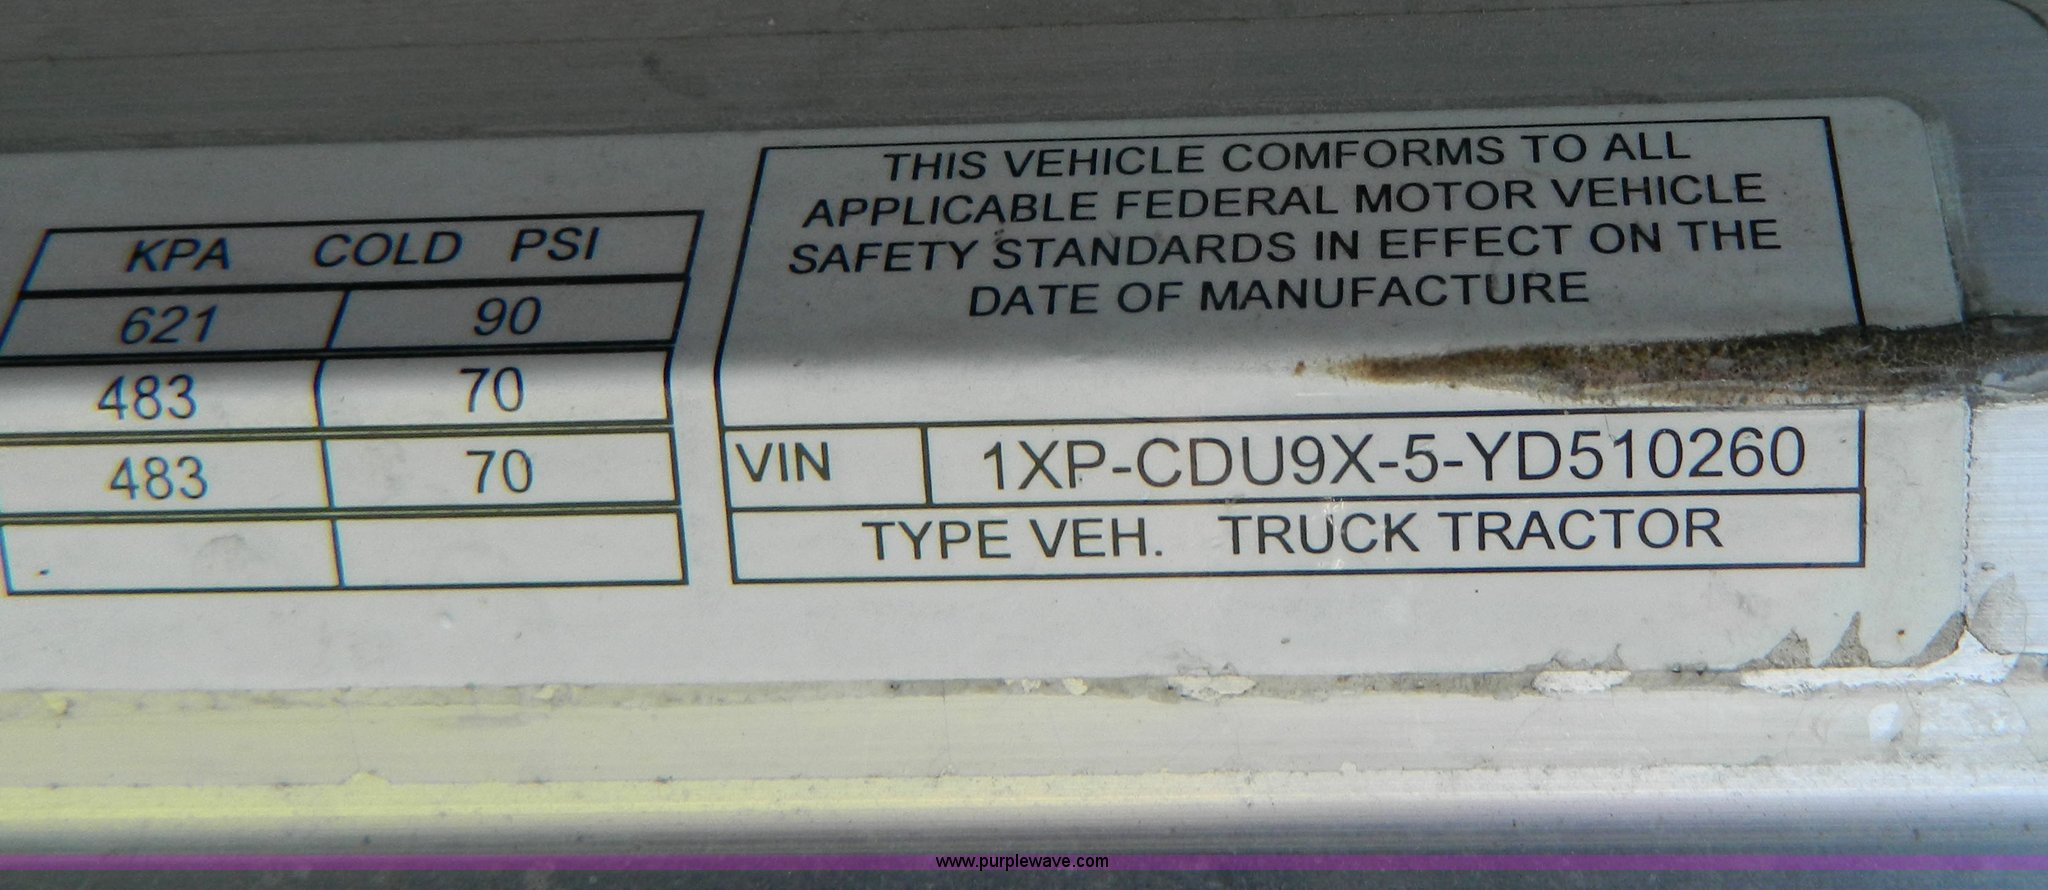 KPA COLD PSI
621 90
483 70
483 70
THIS VEHICLE COMFORMS TO ALL
APPLICABLE FEDERAL MOTOR VEHICLE
SAFETY STANDARDS IN EFFECT ON THE
DATE OF MANUFACTURE
VIN 1XP-CDU9X-5-YD510260
TYPE VEH. TRUCK TRACTOR
www.purplewave.com